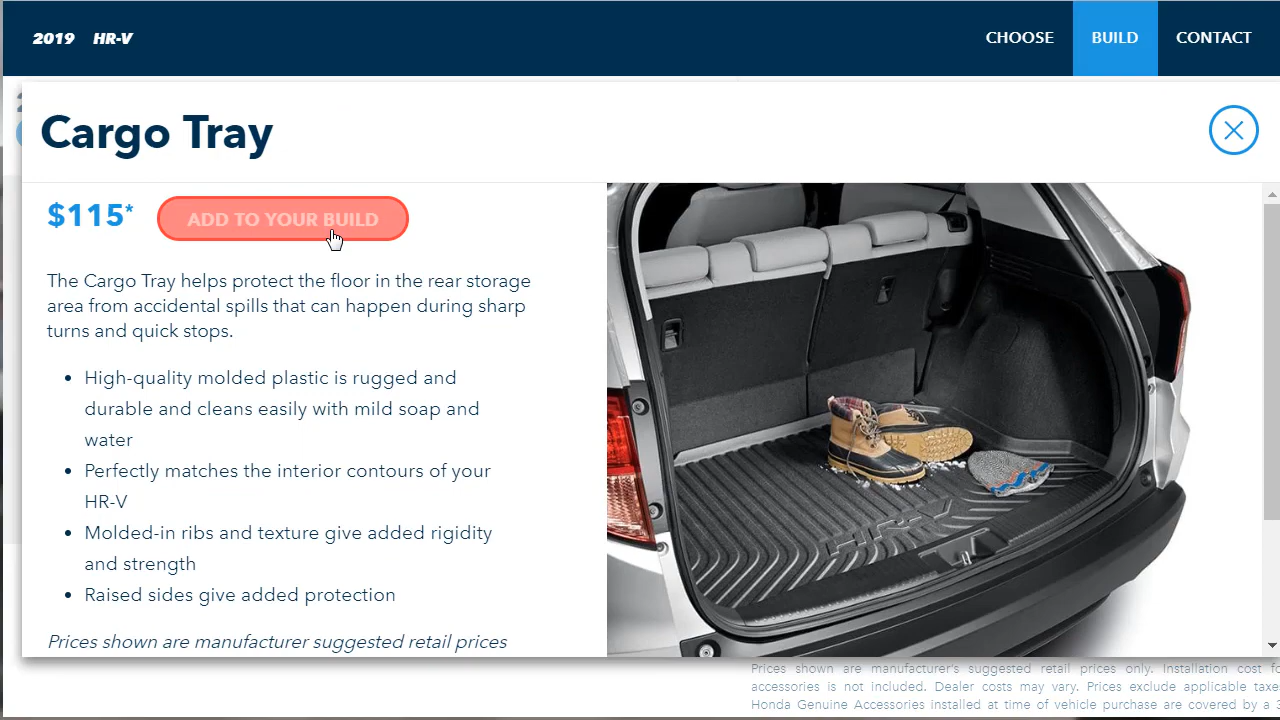 2019 HR-V
CHOOSE
BUILD
CONTACT
Cargo Tray
$115*
ADD TO YOUR BUILD
The Cargo Tray helps protect the floor in the rear storage
area from accidental spills that can happen during sharp
turns and quick stops.
• High-quality molded plastic is rugged and
durable and cleans easily with mild soap and
water
• Perfectly matches the interior contours of your
HR-V
• Molded-in ribs and texture give added rigidity
and strength
• Raised sides give added protection
Prices shown are manufacturer suggested retail prices
HR-V
Prices shown are manufacturer's suggested retail prices only. Installation cost
accessories is not included. Dealer costs may vary. Prices exclude applicable
Honda Genuine Accessories installed at time of vehicle purchase are covered by a